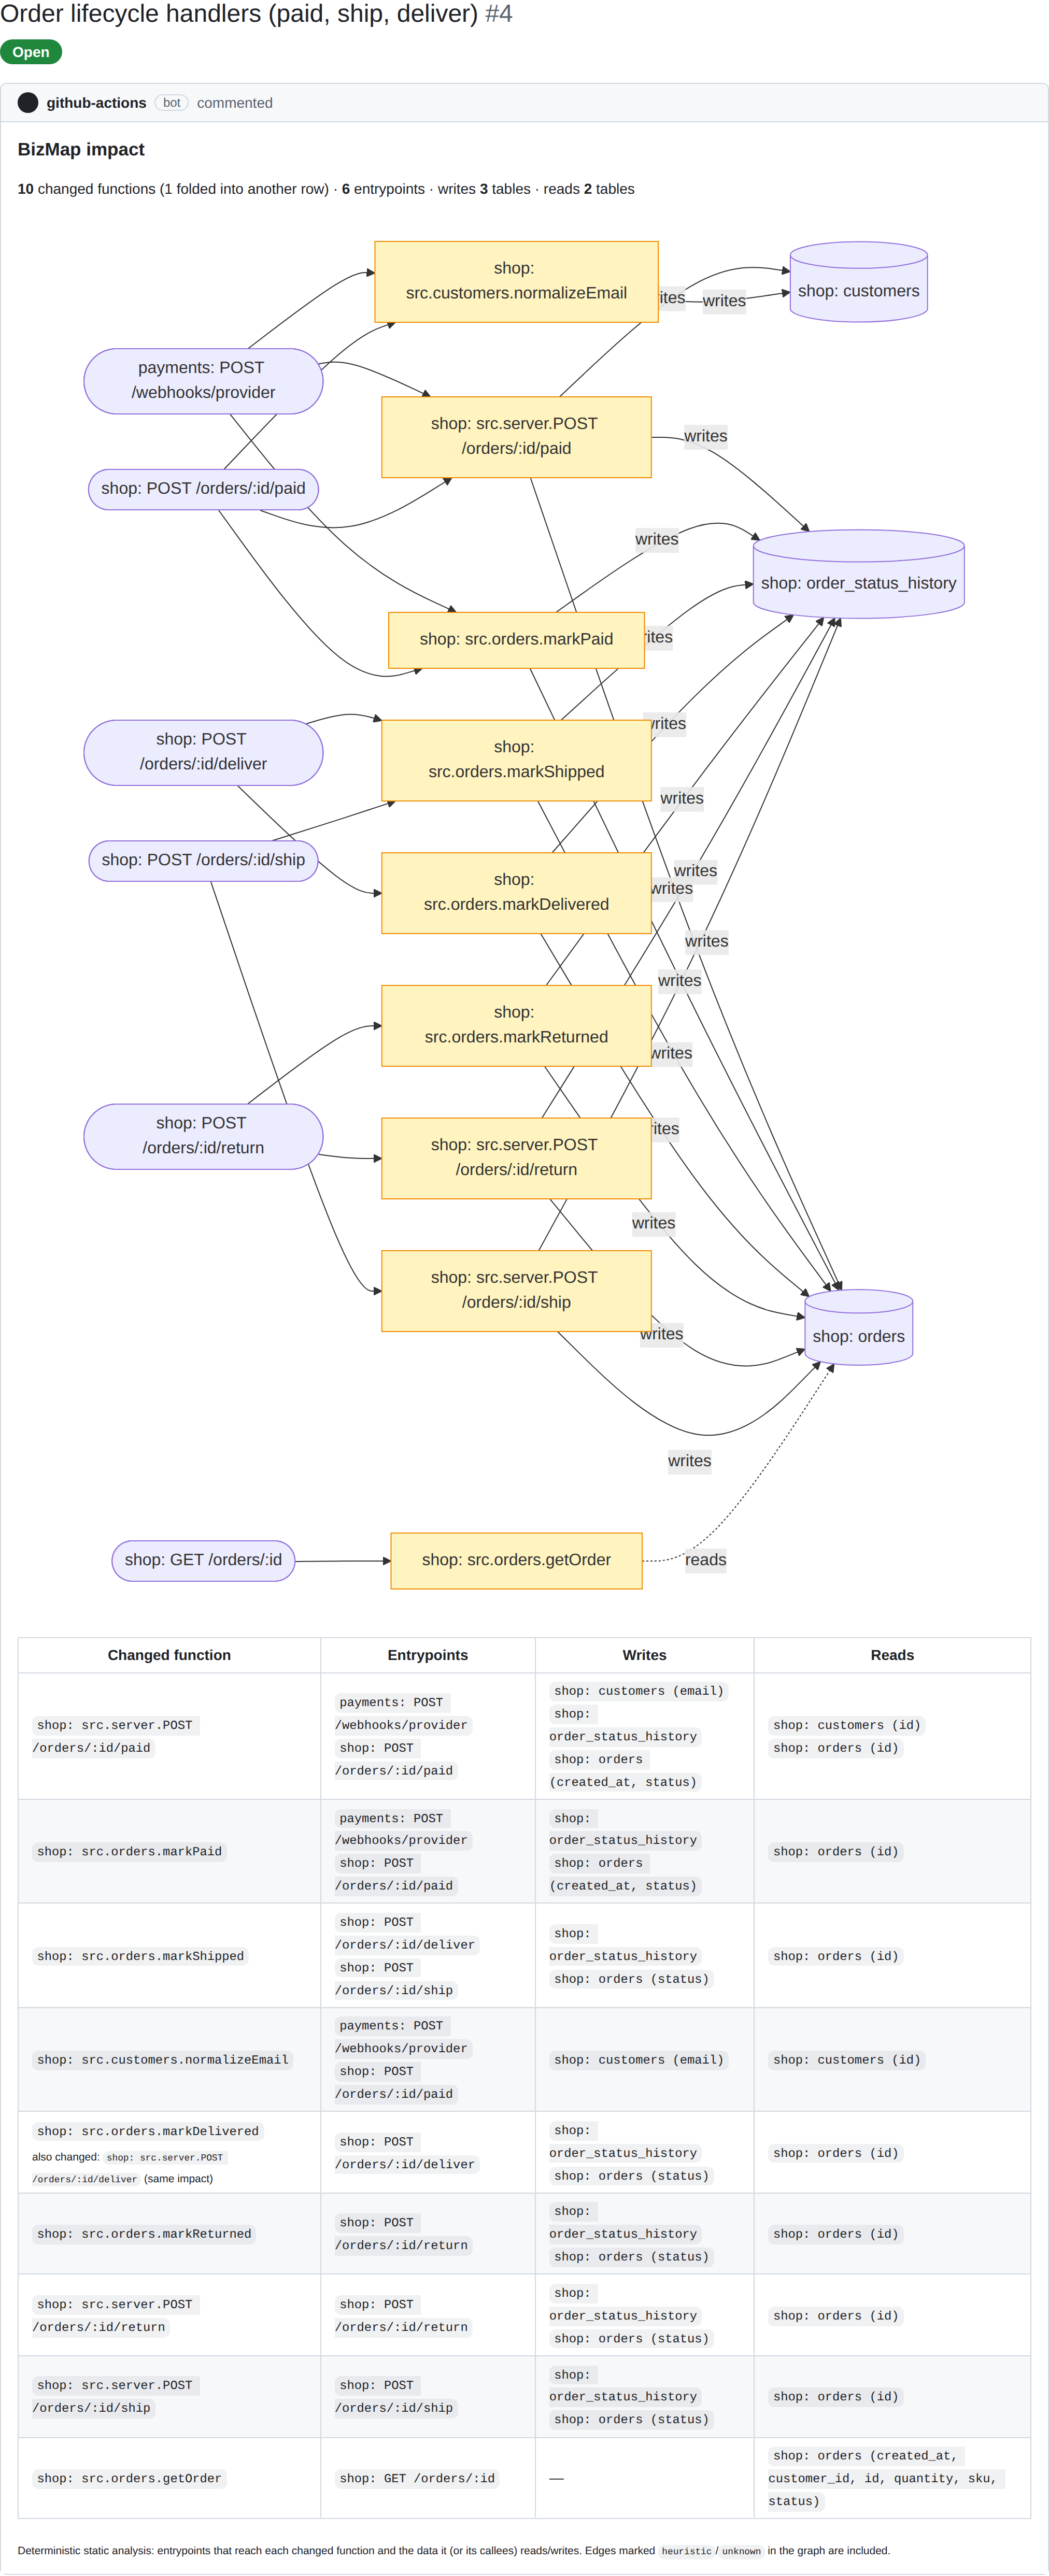 Order lifecycle handlers (paid, ship, deliver) #4
Open
github-actions bot commented
BizMap impact
10 changed functions (1 folded into another row) · 6 entrypoints · writes 3 tables · reads 2 tables
shop:
src.customers.normalizeEmail
writes
shop: customers
payments: POST
/webhooks/provider
shop: src.server.POST
/orders/:id/paid
writes
shop: POST /orders/:id/paid
writes
shop: order_status_history
shop: src.orders.markPaid
shop: POST
/orders/:id/deliver
shop:
src.orders.markShipped
writes
writes
shop: POST /orders/:id/ship
shop:
src.orders.markDelivered
writes
writes
writes
shop:
src.orders.markReturned
writes
writes
shop: POST
/orders/:id/return
shop: src.server.POST
/orders/:id/return
writes
shop: src.server.POST
/orders/:id/ship
writes
shop: orders
writes
shop: GET /orders/:id
shop: src.orders.getOrder
reads
Changed function Entrypoints Writes Reads
shop: src.server.POST
/orders/:id/paid
payments: POST
/webhooks/provider
shop: POST
/orders/:id/paid
shop: customers (email)
shop:
order_status_history
shop: orders
(created_at, status)
shop: customers (id)
shop: orders (id)
shop: src.orders.markPaid
payments: POST
/webhooks/provider
shop: POST
/orders/:id/paid
shop:
order_status_history
shop: orders
(created_at, status)
shop: orders (id)
shop: src.orders.markShipped
shop: POST
/orders/:id/deliver
shop: POST
/orders/:id/ship
shop:
order_status_history
shop: orders (status)
shop: orders (id)
shop: src.customers.normalizeEmail
payments: POST
/webhooks/provider
shop: POST
/orders/:id/paid
shop: customers (email)
shop: customers (id)
shop: src.orders.markDelivered
also changed: shop: src.server.POST
/orders/:id/deliver (same impact)
shop: POST
/orders/:id/deliver
shop:
order_status_history
shop: orders (status)
shop: orders (id)
shop: src.orders.markReturned
shop: POST
/orders/:id/return
shop:
order_status_history
shop: orders (status)
shop: orders (id)
shop: src.server.POST
/orders/:id/return
shop: POST
/orders/:id/return
shop:
order_status_history
shop: orders (status)
shop: orders (id)
shop: src.server.POST
/orders/:id/ship
shop: POST
/orders/:id/ship
shop:
order_status_history
shop: orders (status)
shop: orders (id)
shop: src.orders.getOrder
shop: GET /orders/:id
—
shop: orders (created_at,
customer_id, id, quantity, sku,
status)
Deterministic static analysis: entrypoints that reach each changed function and the data it (or its callees) reads/writes. Edges marked heuristic / unknown in the graph are included.